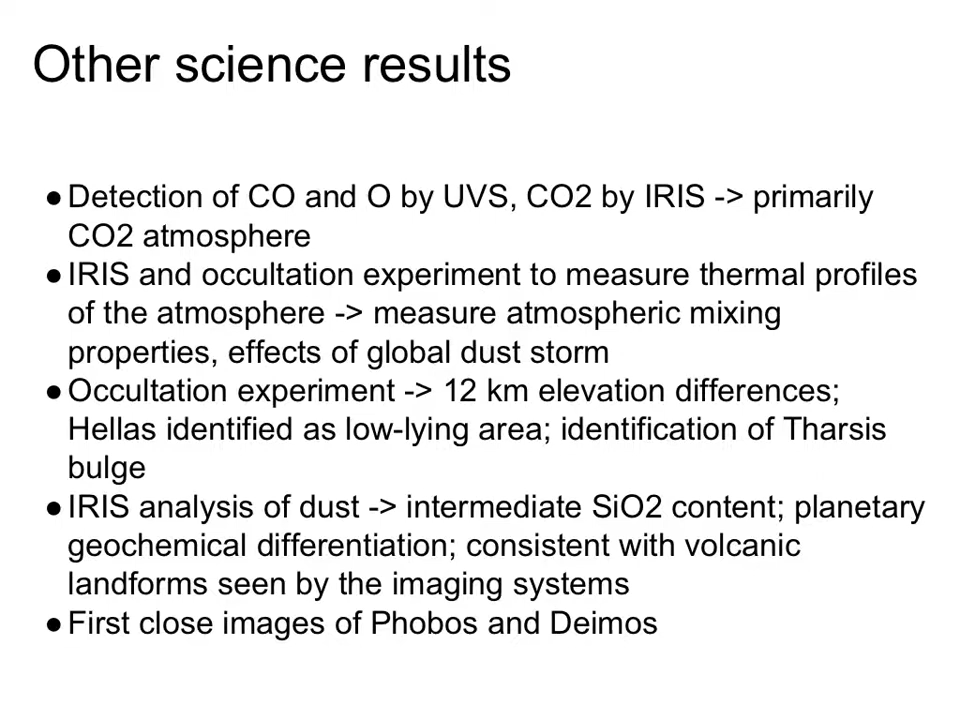 Other science results
●Detection of CO and O by UVS, CO2 by IRIS -> primarily
CO2 atmosphere
●IRIS and occultation experiment to measure thermal profiles
of the atmosphere -> measure atmospheric mixing
properties, effects of global dust storm
●Occultation experiment -> 12 km elevation differences;
Hellas identified as low-lying area; identification of Tharsis
bulge
●IRIS analysis of dust -> intermediate SiO2 content; planetary
geochemical differentiation; consistent with volcanic
landforms seen by the imaging systems
●First close images of Phobos and Deimos